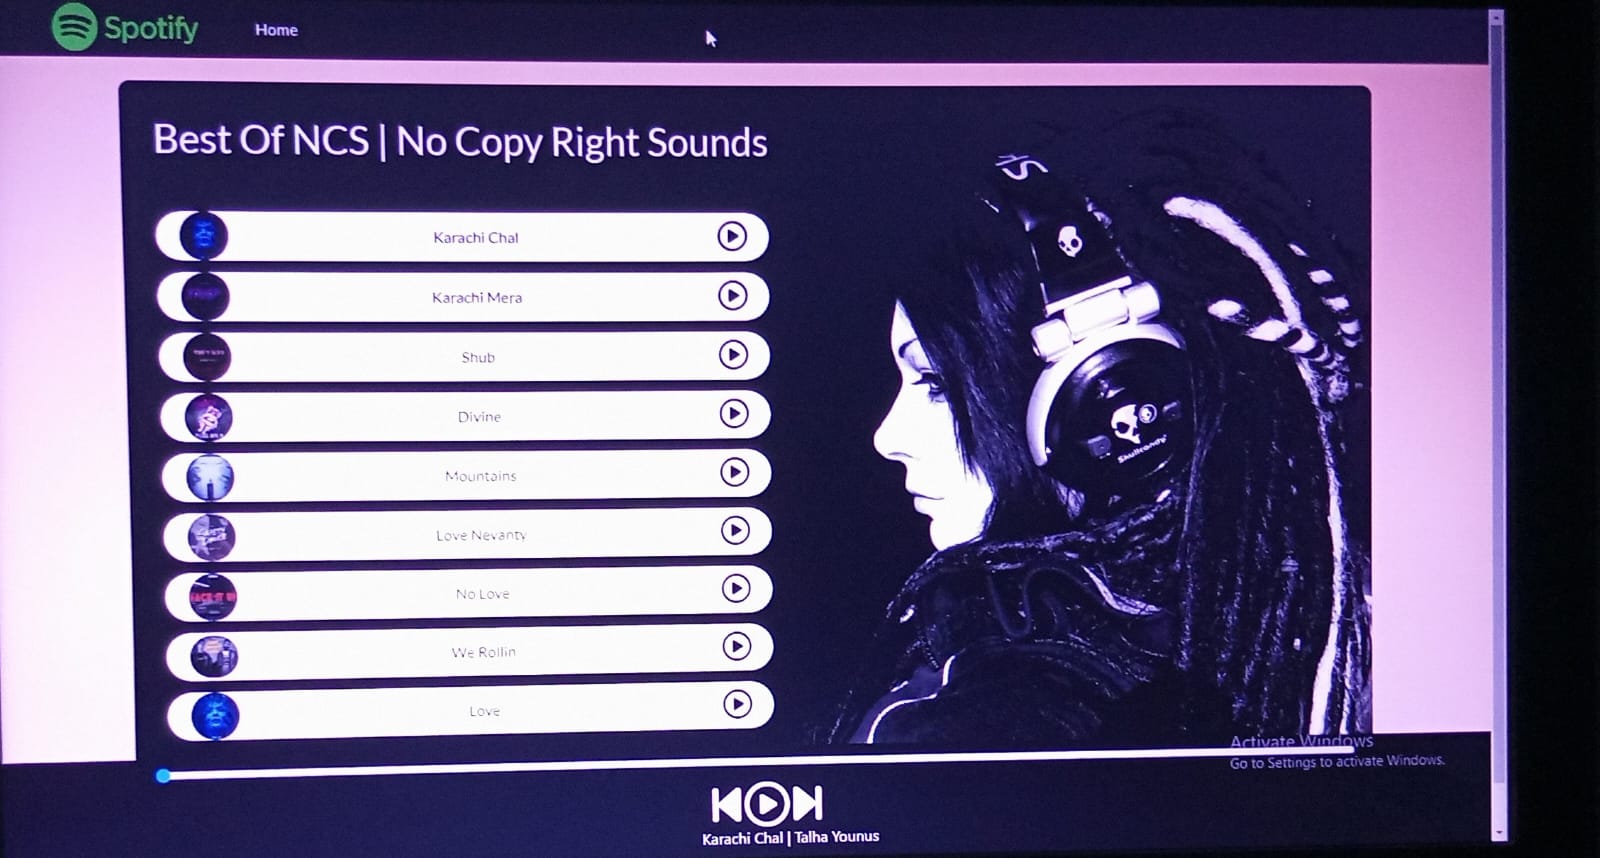 Spotify
Home
Best Of NCS | No Copy Right Sounds
Karachi Chal
Karachi Mera
Shub
Divine
Mountains
Love Nevanty
No Love
We Rollin
Love
Skullcandy
Activate Windows
Go to Settings to activate Windows.
Karachi Chal | Talha Younus